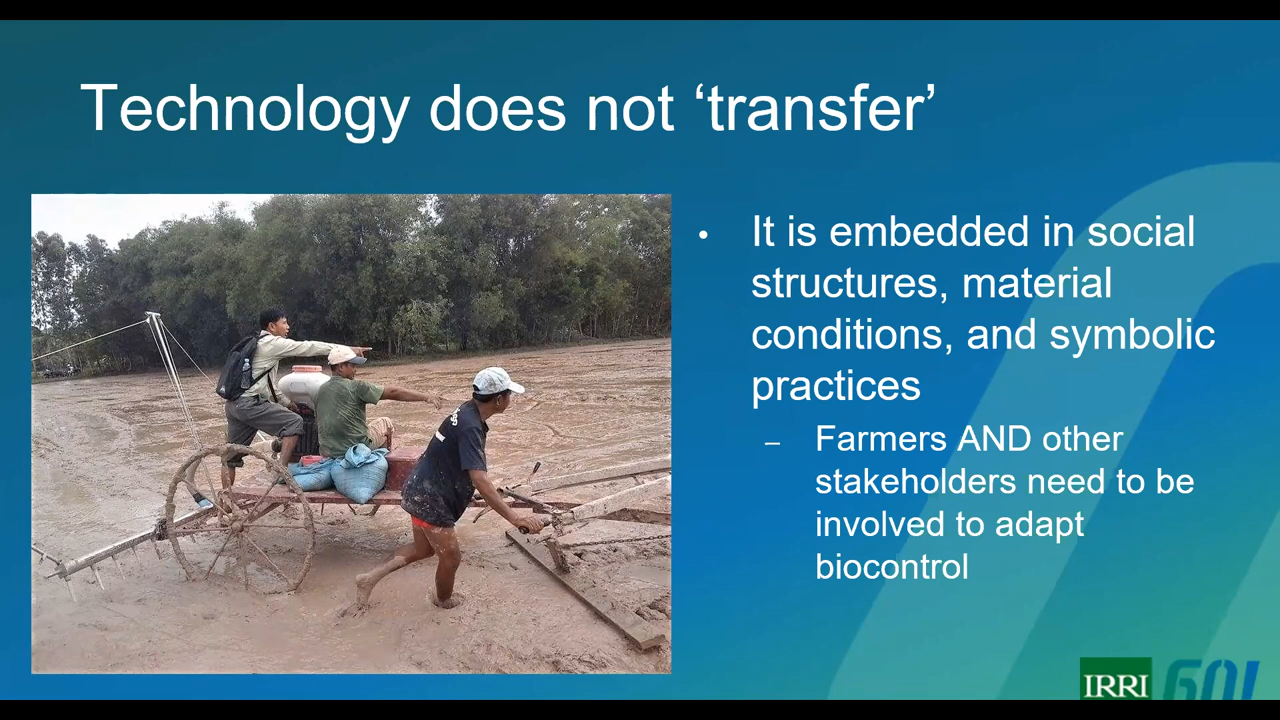 Technology does not ‘transfer’
• It is embedded in social
structures, material
conditions, and symbolic
practices
– Farmers AND other
stakeholders need to be
involved to adapt
biocontrol
IRRI